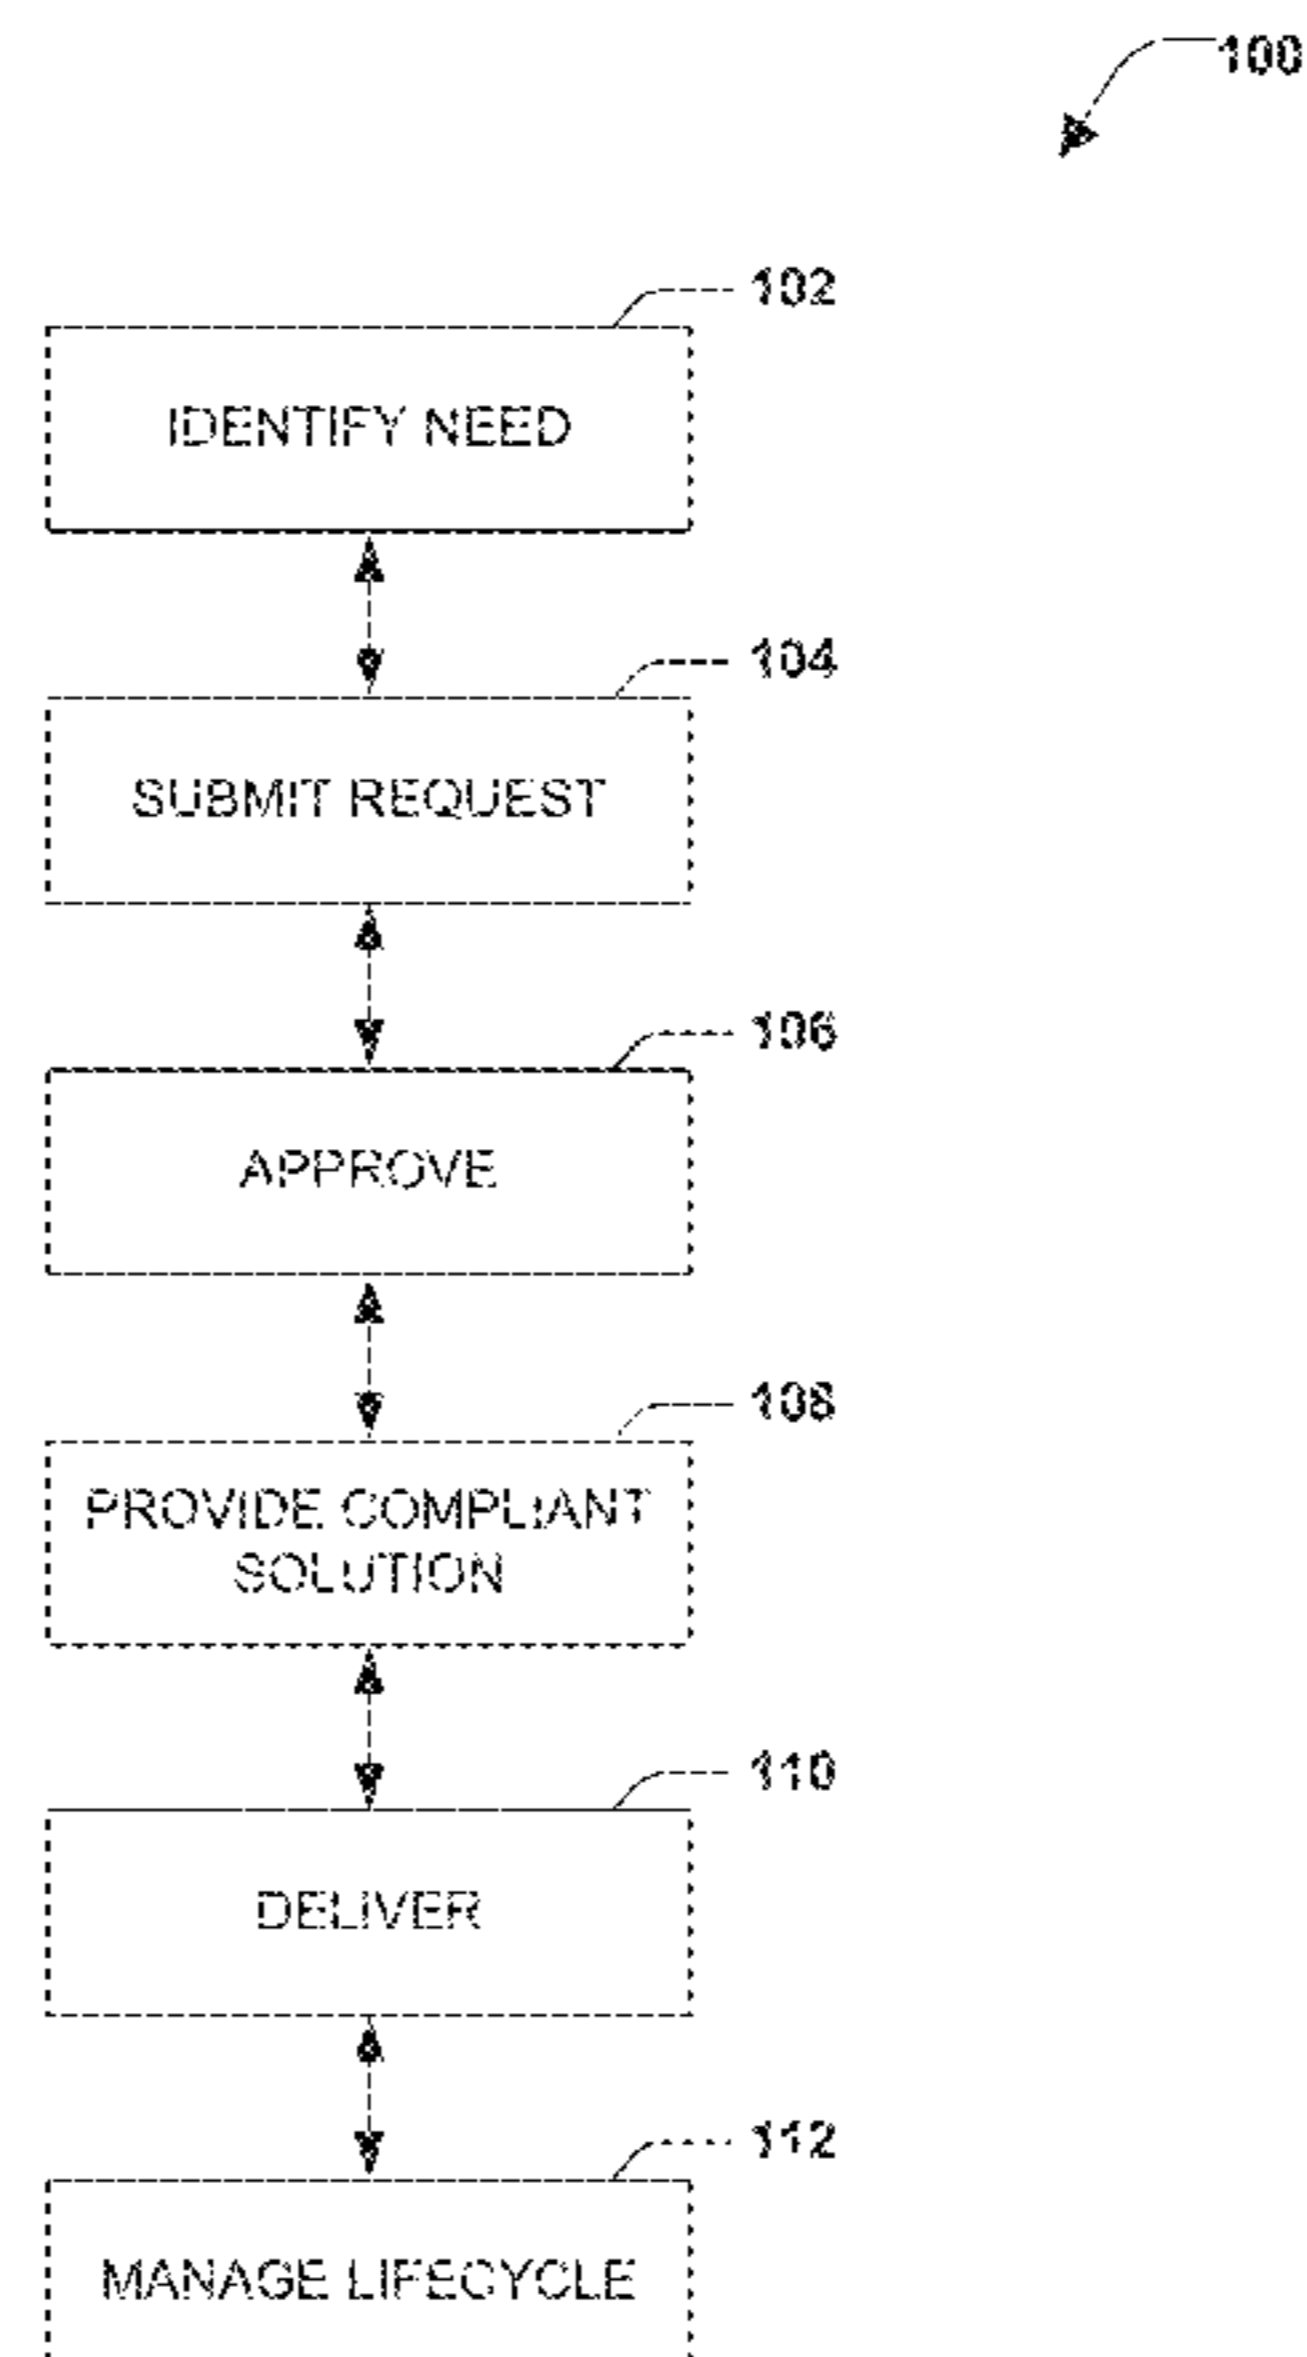 100
102
IDENTIFY NEED
104
SUBMIT REQUEST
106
APPROVE
108
PROVIDE COMPLIANT
SOLUTION
110
DELIVER
112
MANAGE LIFECYCLE